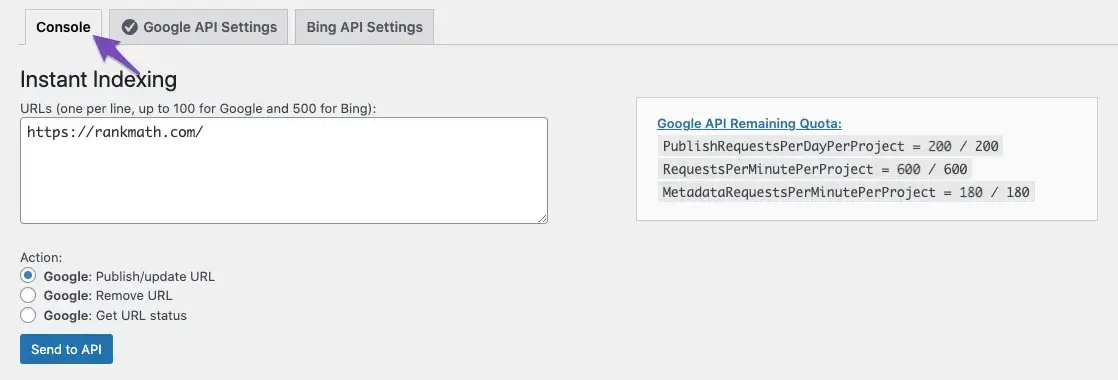 Console
Google API Settings
Bing API Settings
Instant Indexing
URLs (one per line, up to 100 for Google and 500 for Bing):
https://rankmath.com/
Google API Remaining Quota:
PublishRequestsPerDayPerProject = 200 / 200
RequestsPerMinutePerProject = 600 / 600
MetadataRequestsPerMinutePerProject = 180 / 180
Action:
Google: Publish/update URL
Google: Remove URL
Google: Get URL status
Send to API